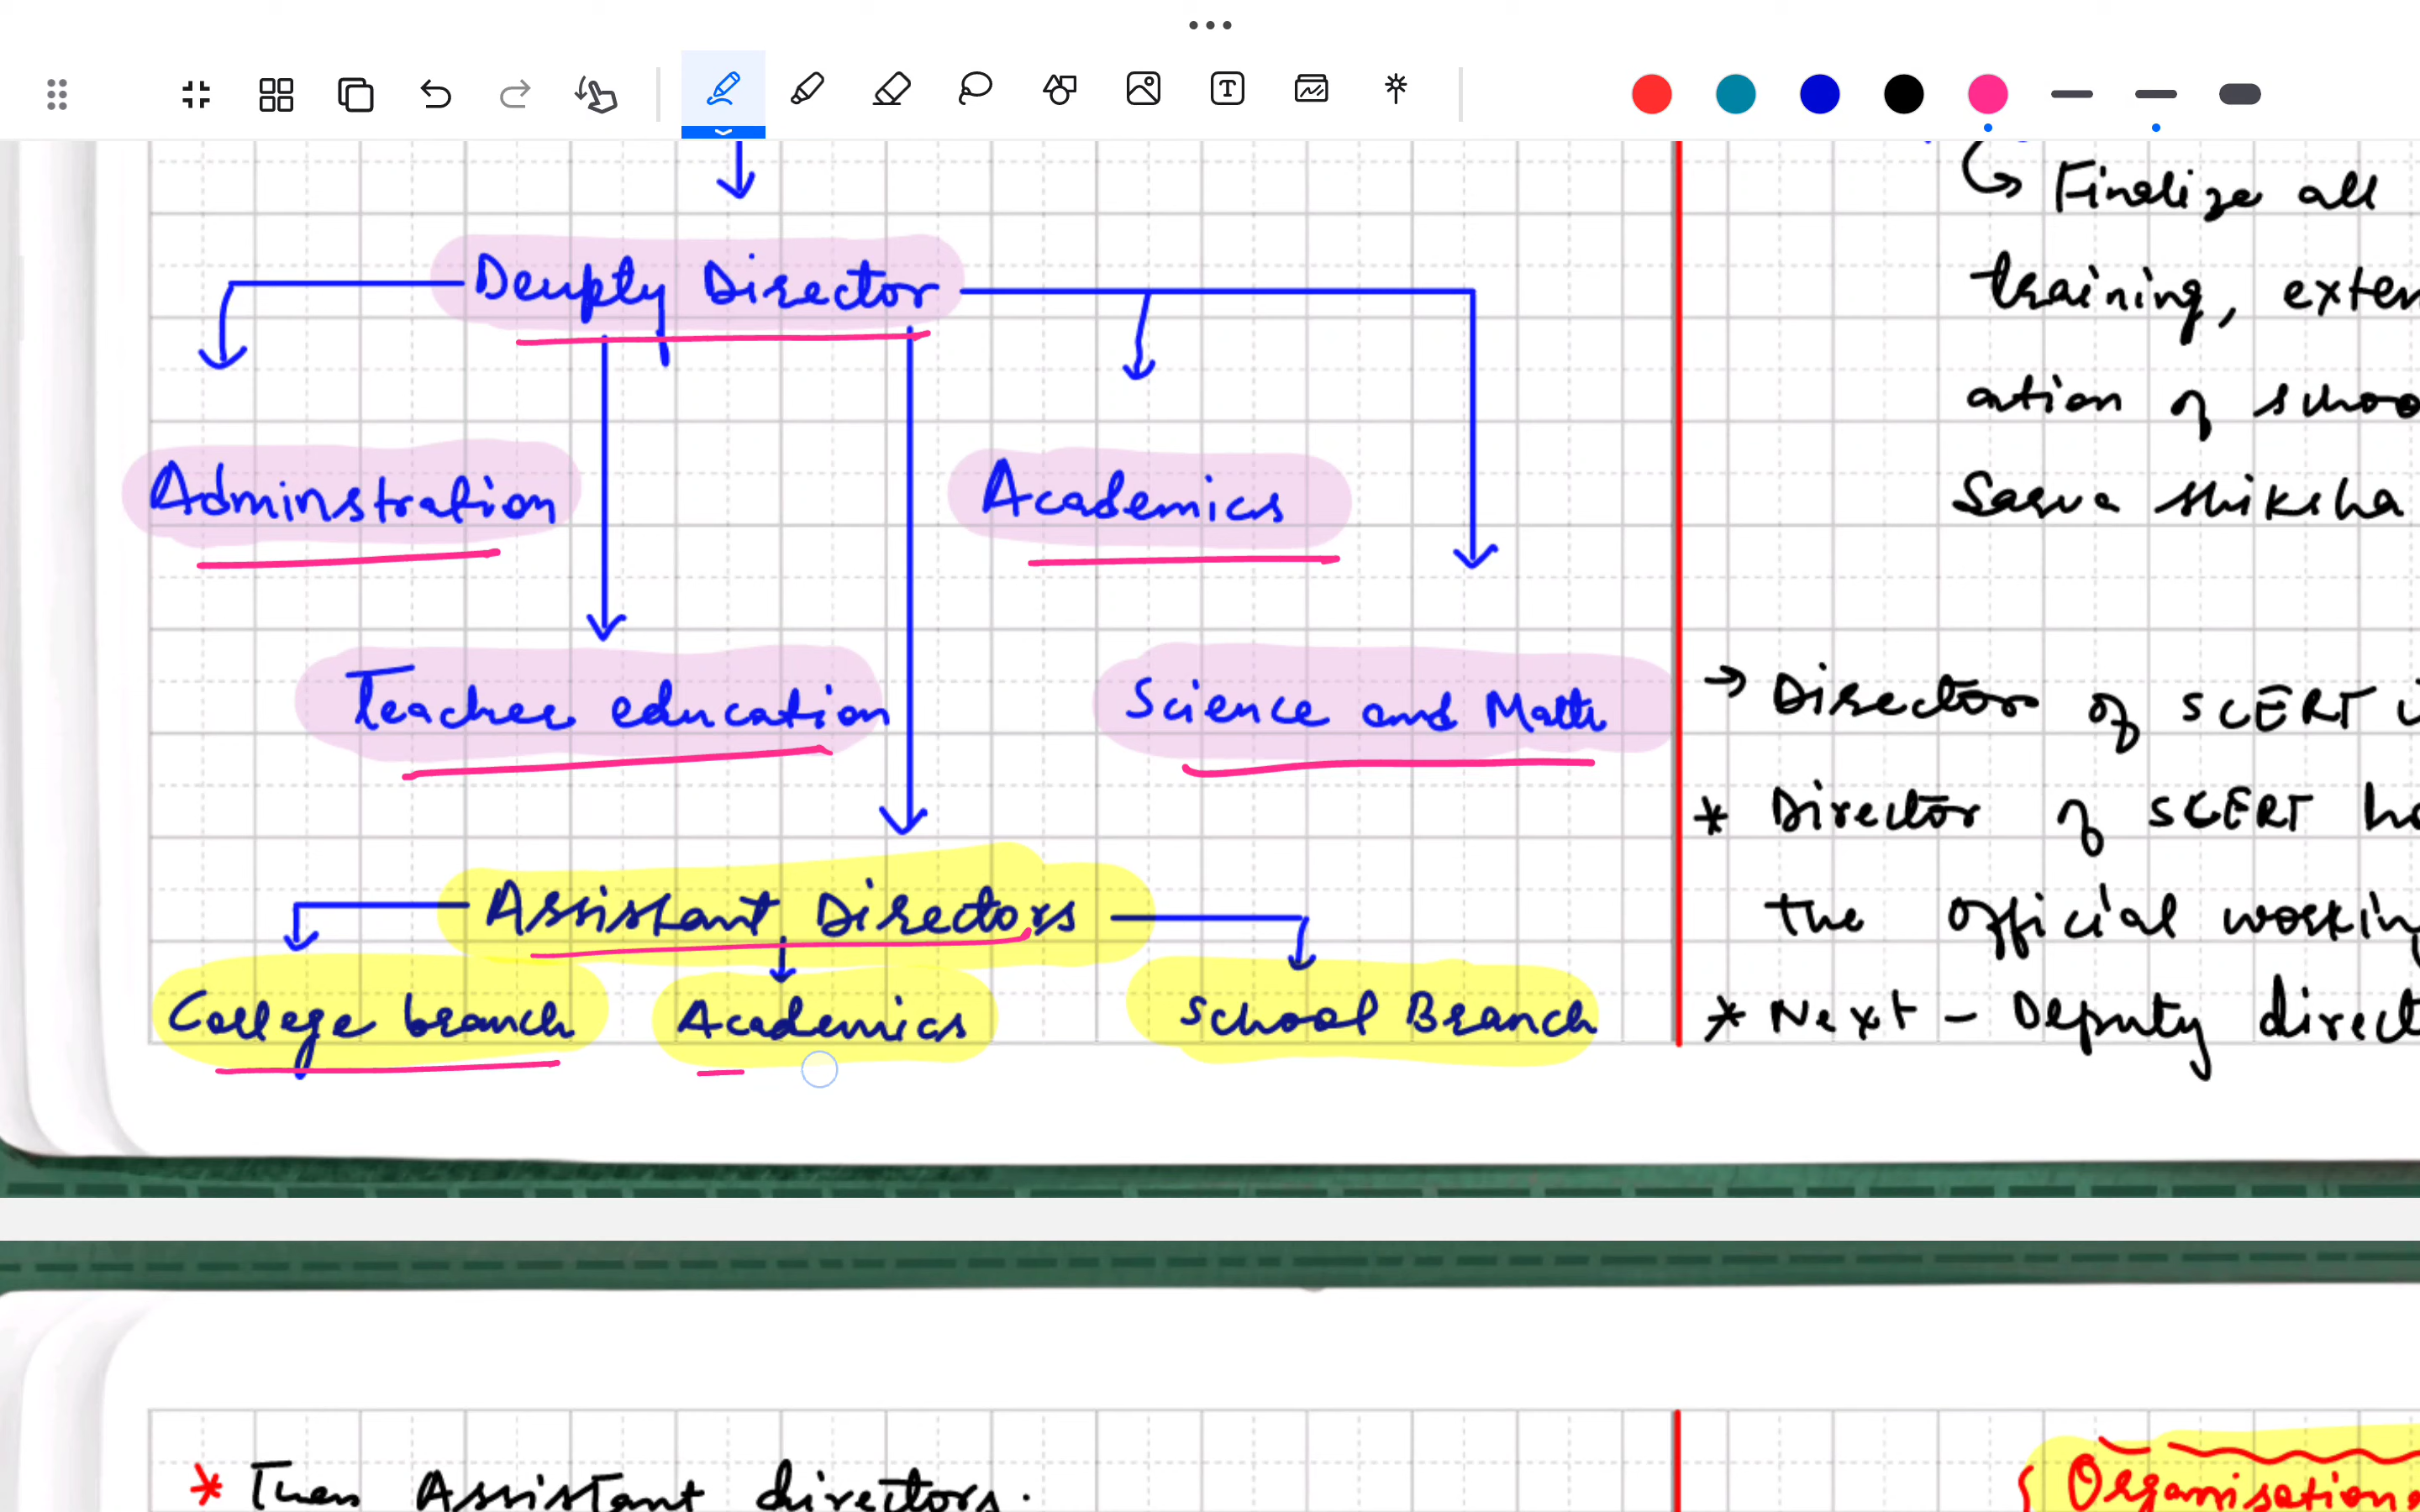 Deupty Director
Adminstration
Academics
Teacher education
Science and Math
Assistant Directors
College branch
Academics
School Branch
Finalize all
training, exten
ation of schoo
Sarva shiksha
→ Director of SCERT
* Director of SCERT ha
the official workin
* Next - Deputy direct
* Then Assistant directors.
Organisationa